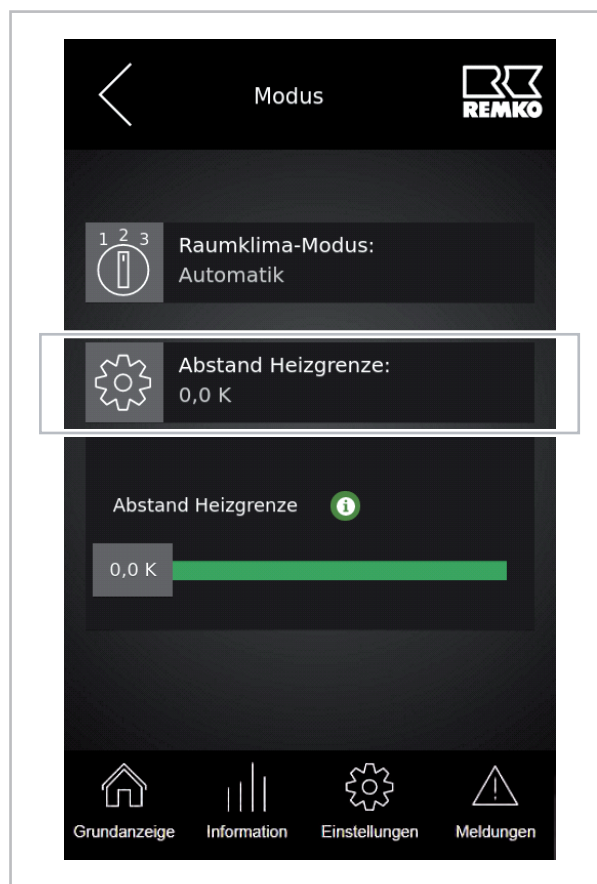 Modus
REMKO
1 2 3
Raumklima-Modus:
Automatik
Abstand Heizgrenze:
0,0 K
Abstand Heizgrenze i
0,0 K
Grundanzeige Information Einstellungen Meldungen